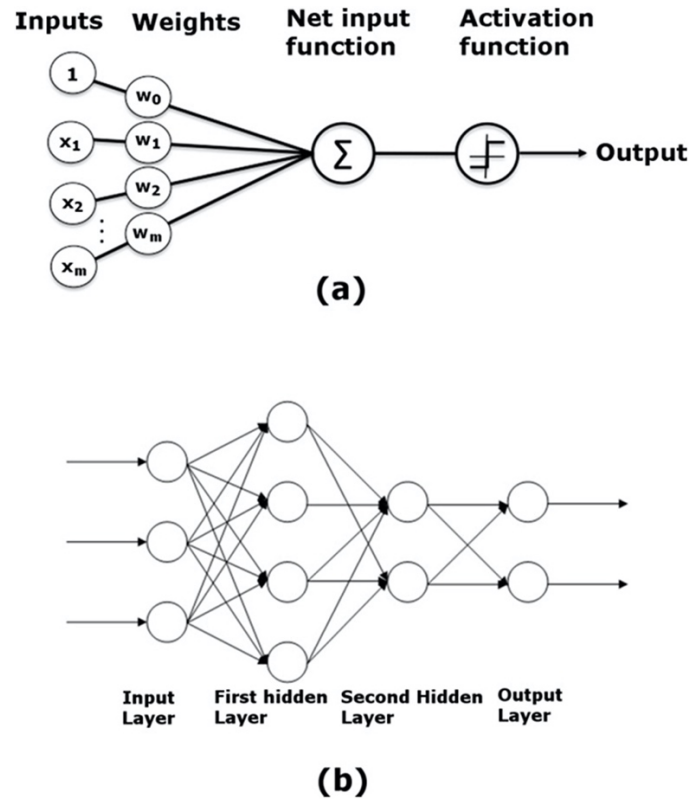 Inputs Weights Net input Activation
function function
1
w0
x1 w1
Σ
Output
x2 w2
⋮
xm wm
(a)
Input First hidden Second Hidden Output
Layer Layer Layer Layer
(b)